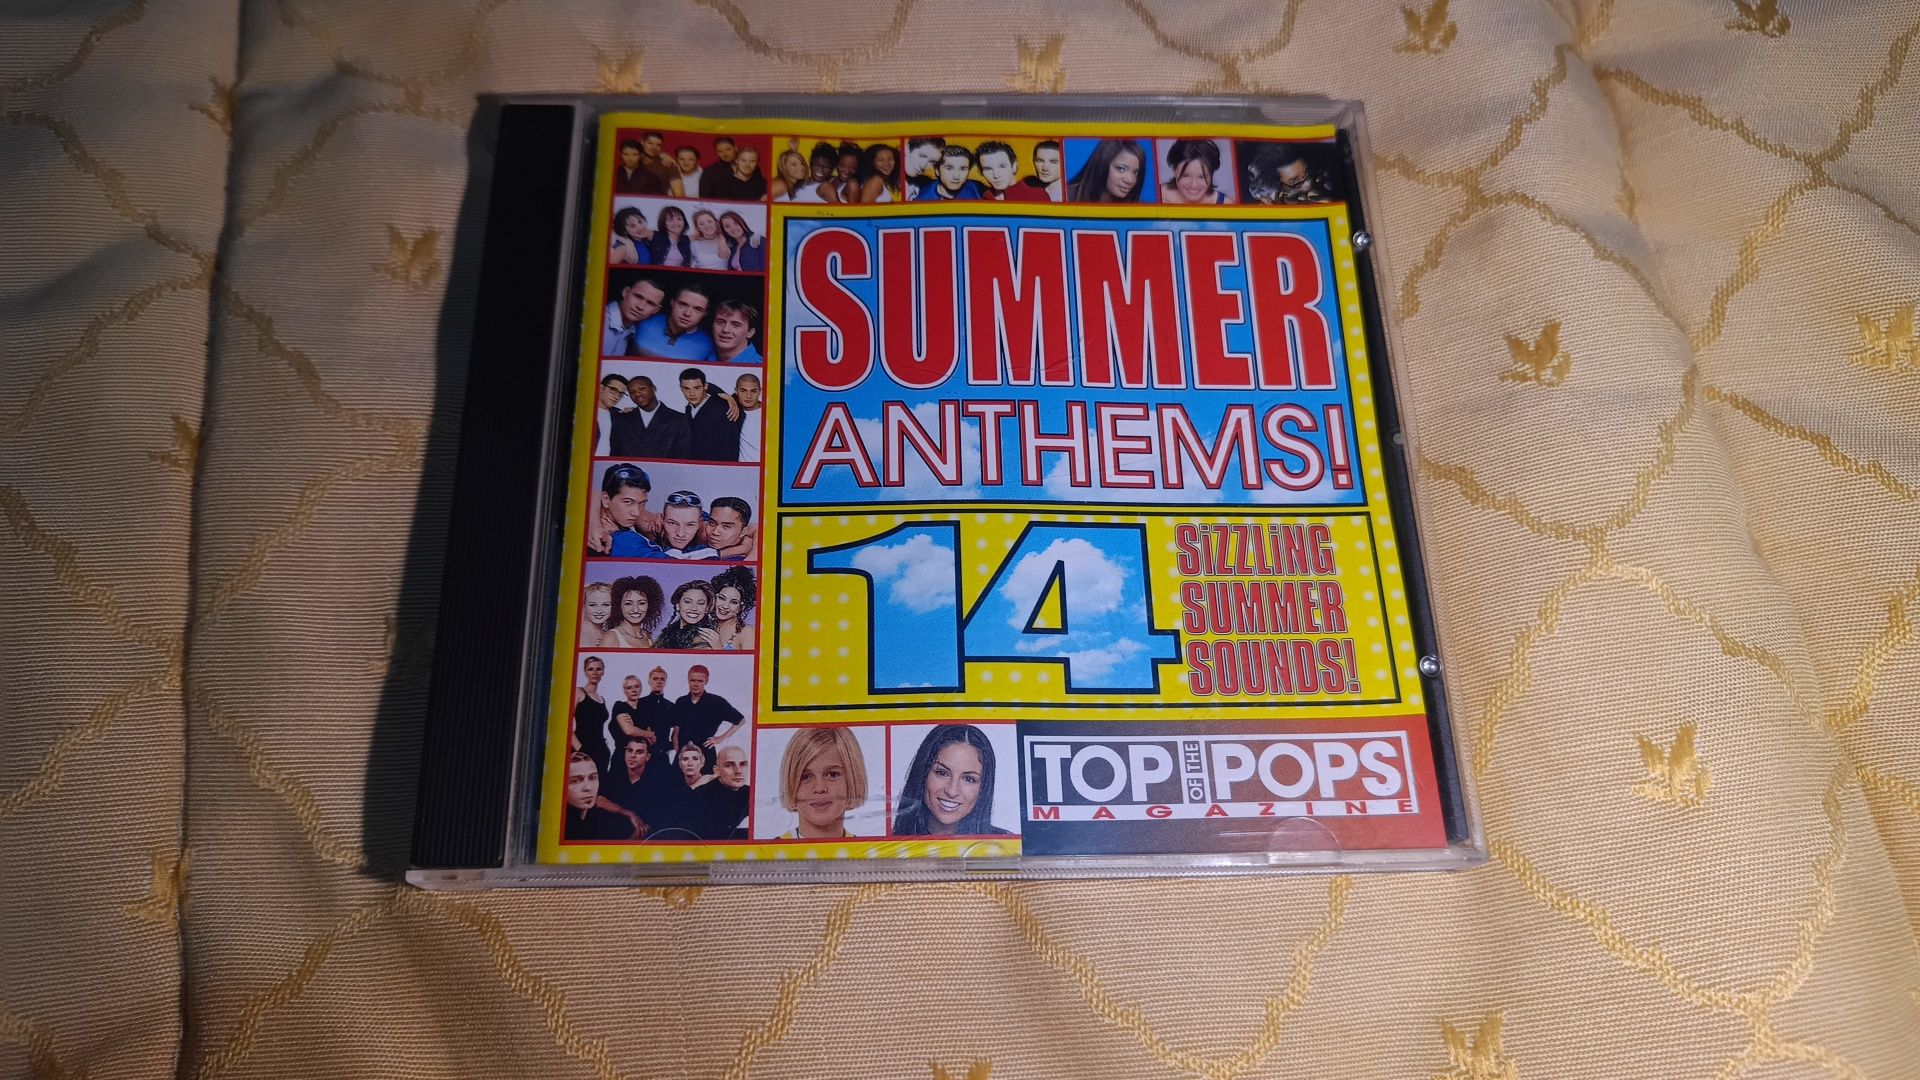 SUMMER
ANTHEMS!
14
SiZZLiNG
SUMMER
SOUNDS!
TOP OF THE POPS
MAGAZINE